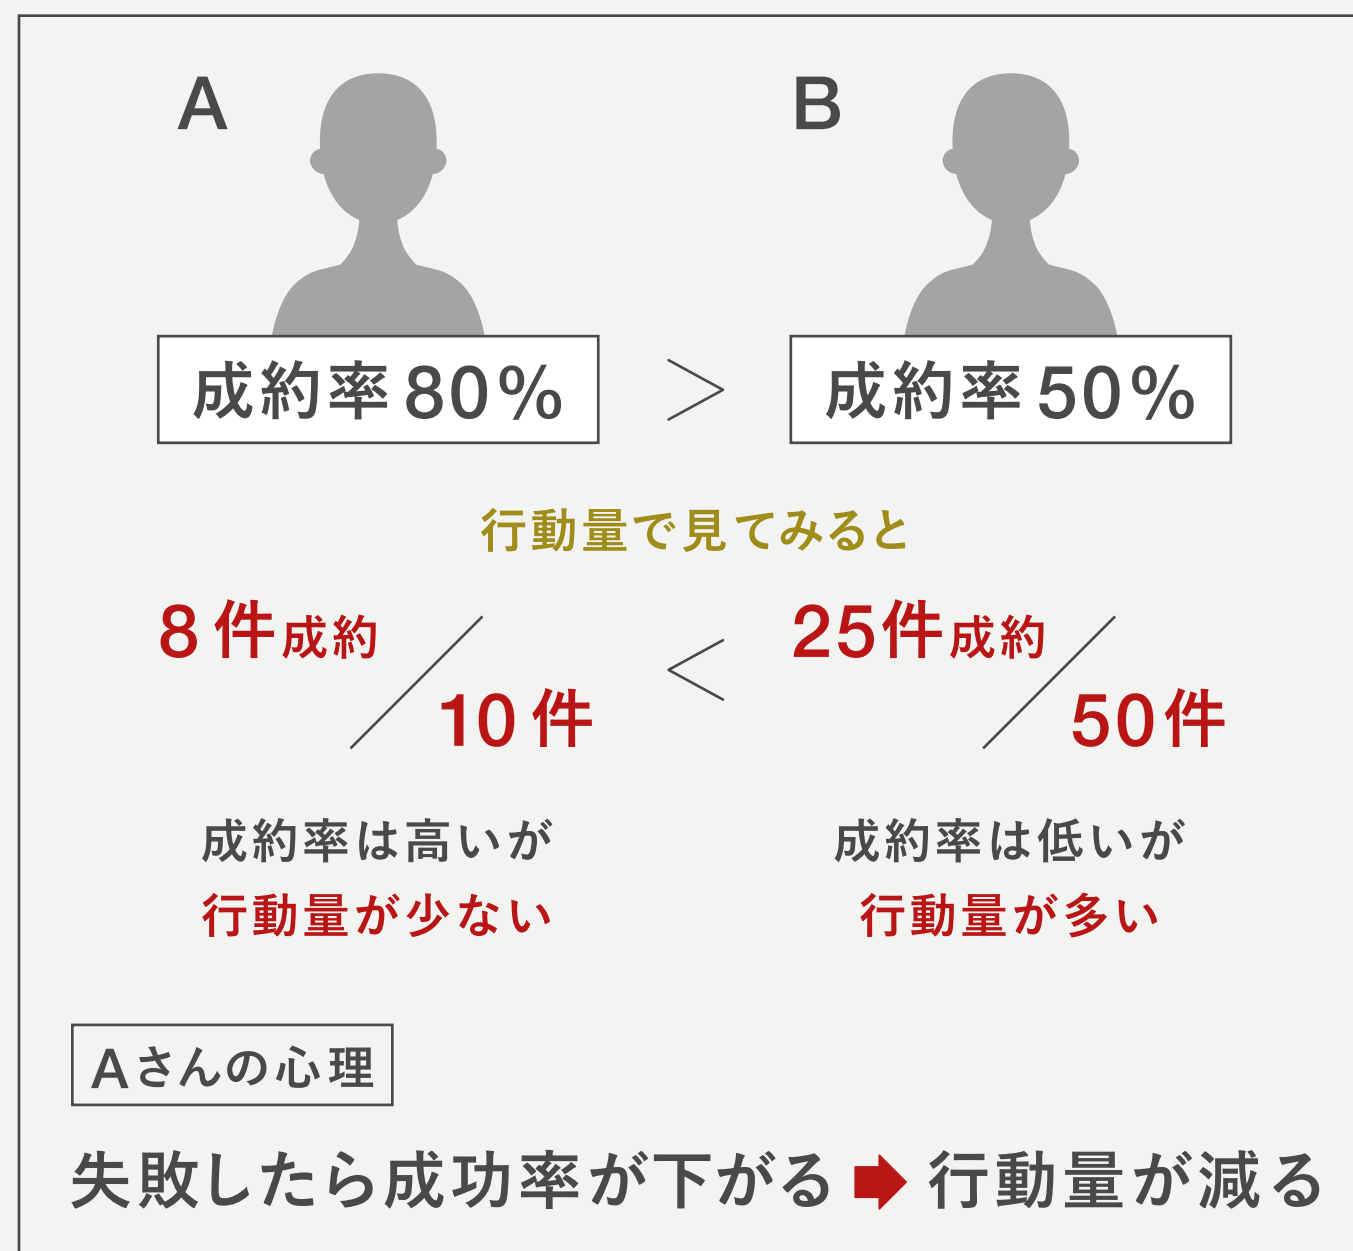 A B
成約率80% > 成約率50%
行動量で見てみると
8件成約／10件 < 25件成約／50件
成約率は高いが 成約率は低いが
行動量が少ない 行動量が多い
Aさんの心理
失敗したら成功率が下がる ➡ 行動量が減る